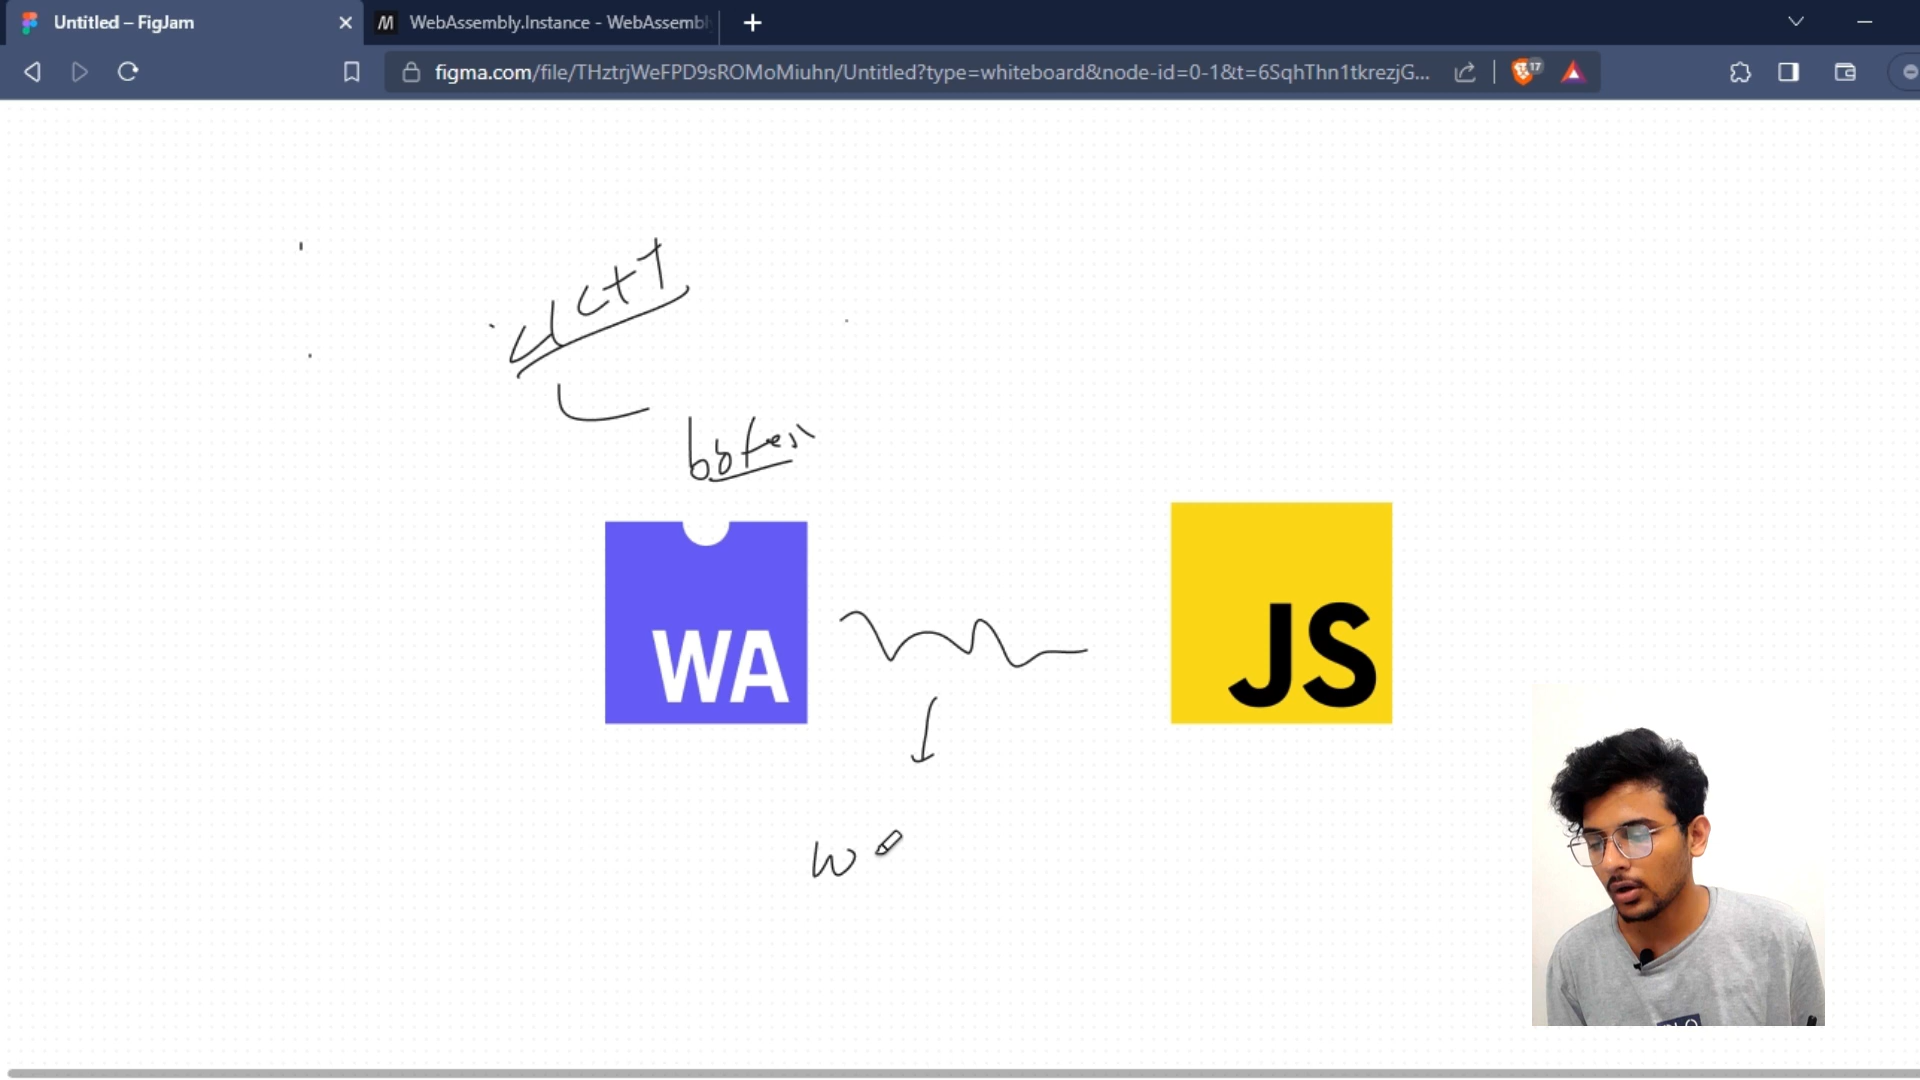 Untitled – FigJam
WebAssembly.Instance - WebAssembl
figma.com/file/THztrjWeFPD9sROMoMiuhn/Untitled?type=whiteboard&node-id=0-1&t=6SqhThn1tkrezjG...
17
c++
WA
JS
w